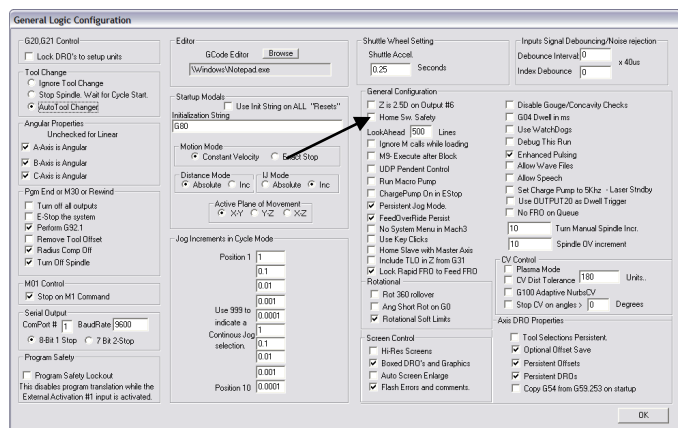 General Logic Configuration
G20,G21 Control
Lock DRO's to setup units
Tool Change
Ignore Tool Change
Stop Spindle. Wait for Cycle Start.
Auto Tool Changer
Angular Properties
Unchecked for Linear
A-Axis is Angular
B-Axis is Angular
C-Axis is Angular
Pgm End or M30 or Rewind
Turn off all outputs
E-Stop the system
Perform G92.1
Remove Tool Offset
Radius Comp Off
Turn Off Spindle
M01 Control
Stop on M1 Command
Serial Output
ComPort # 1 BaudRate 9600
8-Bit 1 Stop 7 Bit 2-Stop
Program Safety
Program Safety Lockout
This disables program translation while the
External Activation #1 input is activated.
Editor
GCode Editor Browse
\Windows\Notepad.exe
Startup Modals
Use Init String on ALL "Resets"
Initialization String
G80
Motion Mode
Constant Velocity Exact Stop
Distance Mode
Absolute Inc
IJ Mode
Absolute Inc
Active Plane of Movement
X-Y Y-Z X-Z
Jog Increments in Cycle Mode
Position 1 1
0.1
0.01
0.001
Use 999 to 0.0001
indicate a
Continous Jog 1
selection. 0.1
0.01
0.001
Position 10 0.0001
Shuttle Wheel Setting
Shuttle Accel.
0.25 Seconds
Inputs Signal Debouncing/Noise rejection
Debounce Interval: 0
x 40us
Index Debounce 0
General Configuration
Z is 2.5D on Output #6
Home Sw. Safety
LookAhead 500 Lines
Ignore M calls while loading
M9- Execute after Block
UDP Pendent Control
Run Macro Pump
ChargePump On in EStop
Persistent Jog Mode.
FeedOverRide Persist
No System Menu in Mach3
Use Key Clicks
Home Slave with Master Axis
Include TLO in Z from G31
Lock Rapid FRO to Feed FRO
Disable Gouge/Concavity Checks
G04 Dwell in ms
Use WatchDogs
Debug This Run
Enhanced Pulsing
Allow Wave Files
Allow Speech
Set Charge Pump to 5Khz - Laser Stndby
Use OUTPUT20 as Dwell Trigger
No FRO on Queue
10 Turn Manual Spindle Incr.
10 Spindle OV increment
Rotational
Rot 360 rollover
Ang Short Rot on G0
Rotational Soft Limits
CV Control
Plasma Mode
CV Dist Tolerance 180 Units..
G100 Adaptive NurbsCV
Stop CV on angles > 0 Degrees
Screen Control
Hi-Res Screens
Boxed DRO's and Graphics
Auto Screen Enlarge
Flash Errors and comments.
Axis DRO Properties
Tool Selections Persistent.
Optional Offset Save
Persistent Offsets
Persistent DROs
Copy G54 from G59.253 on startup
OK